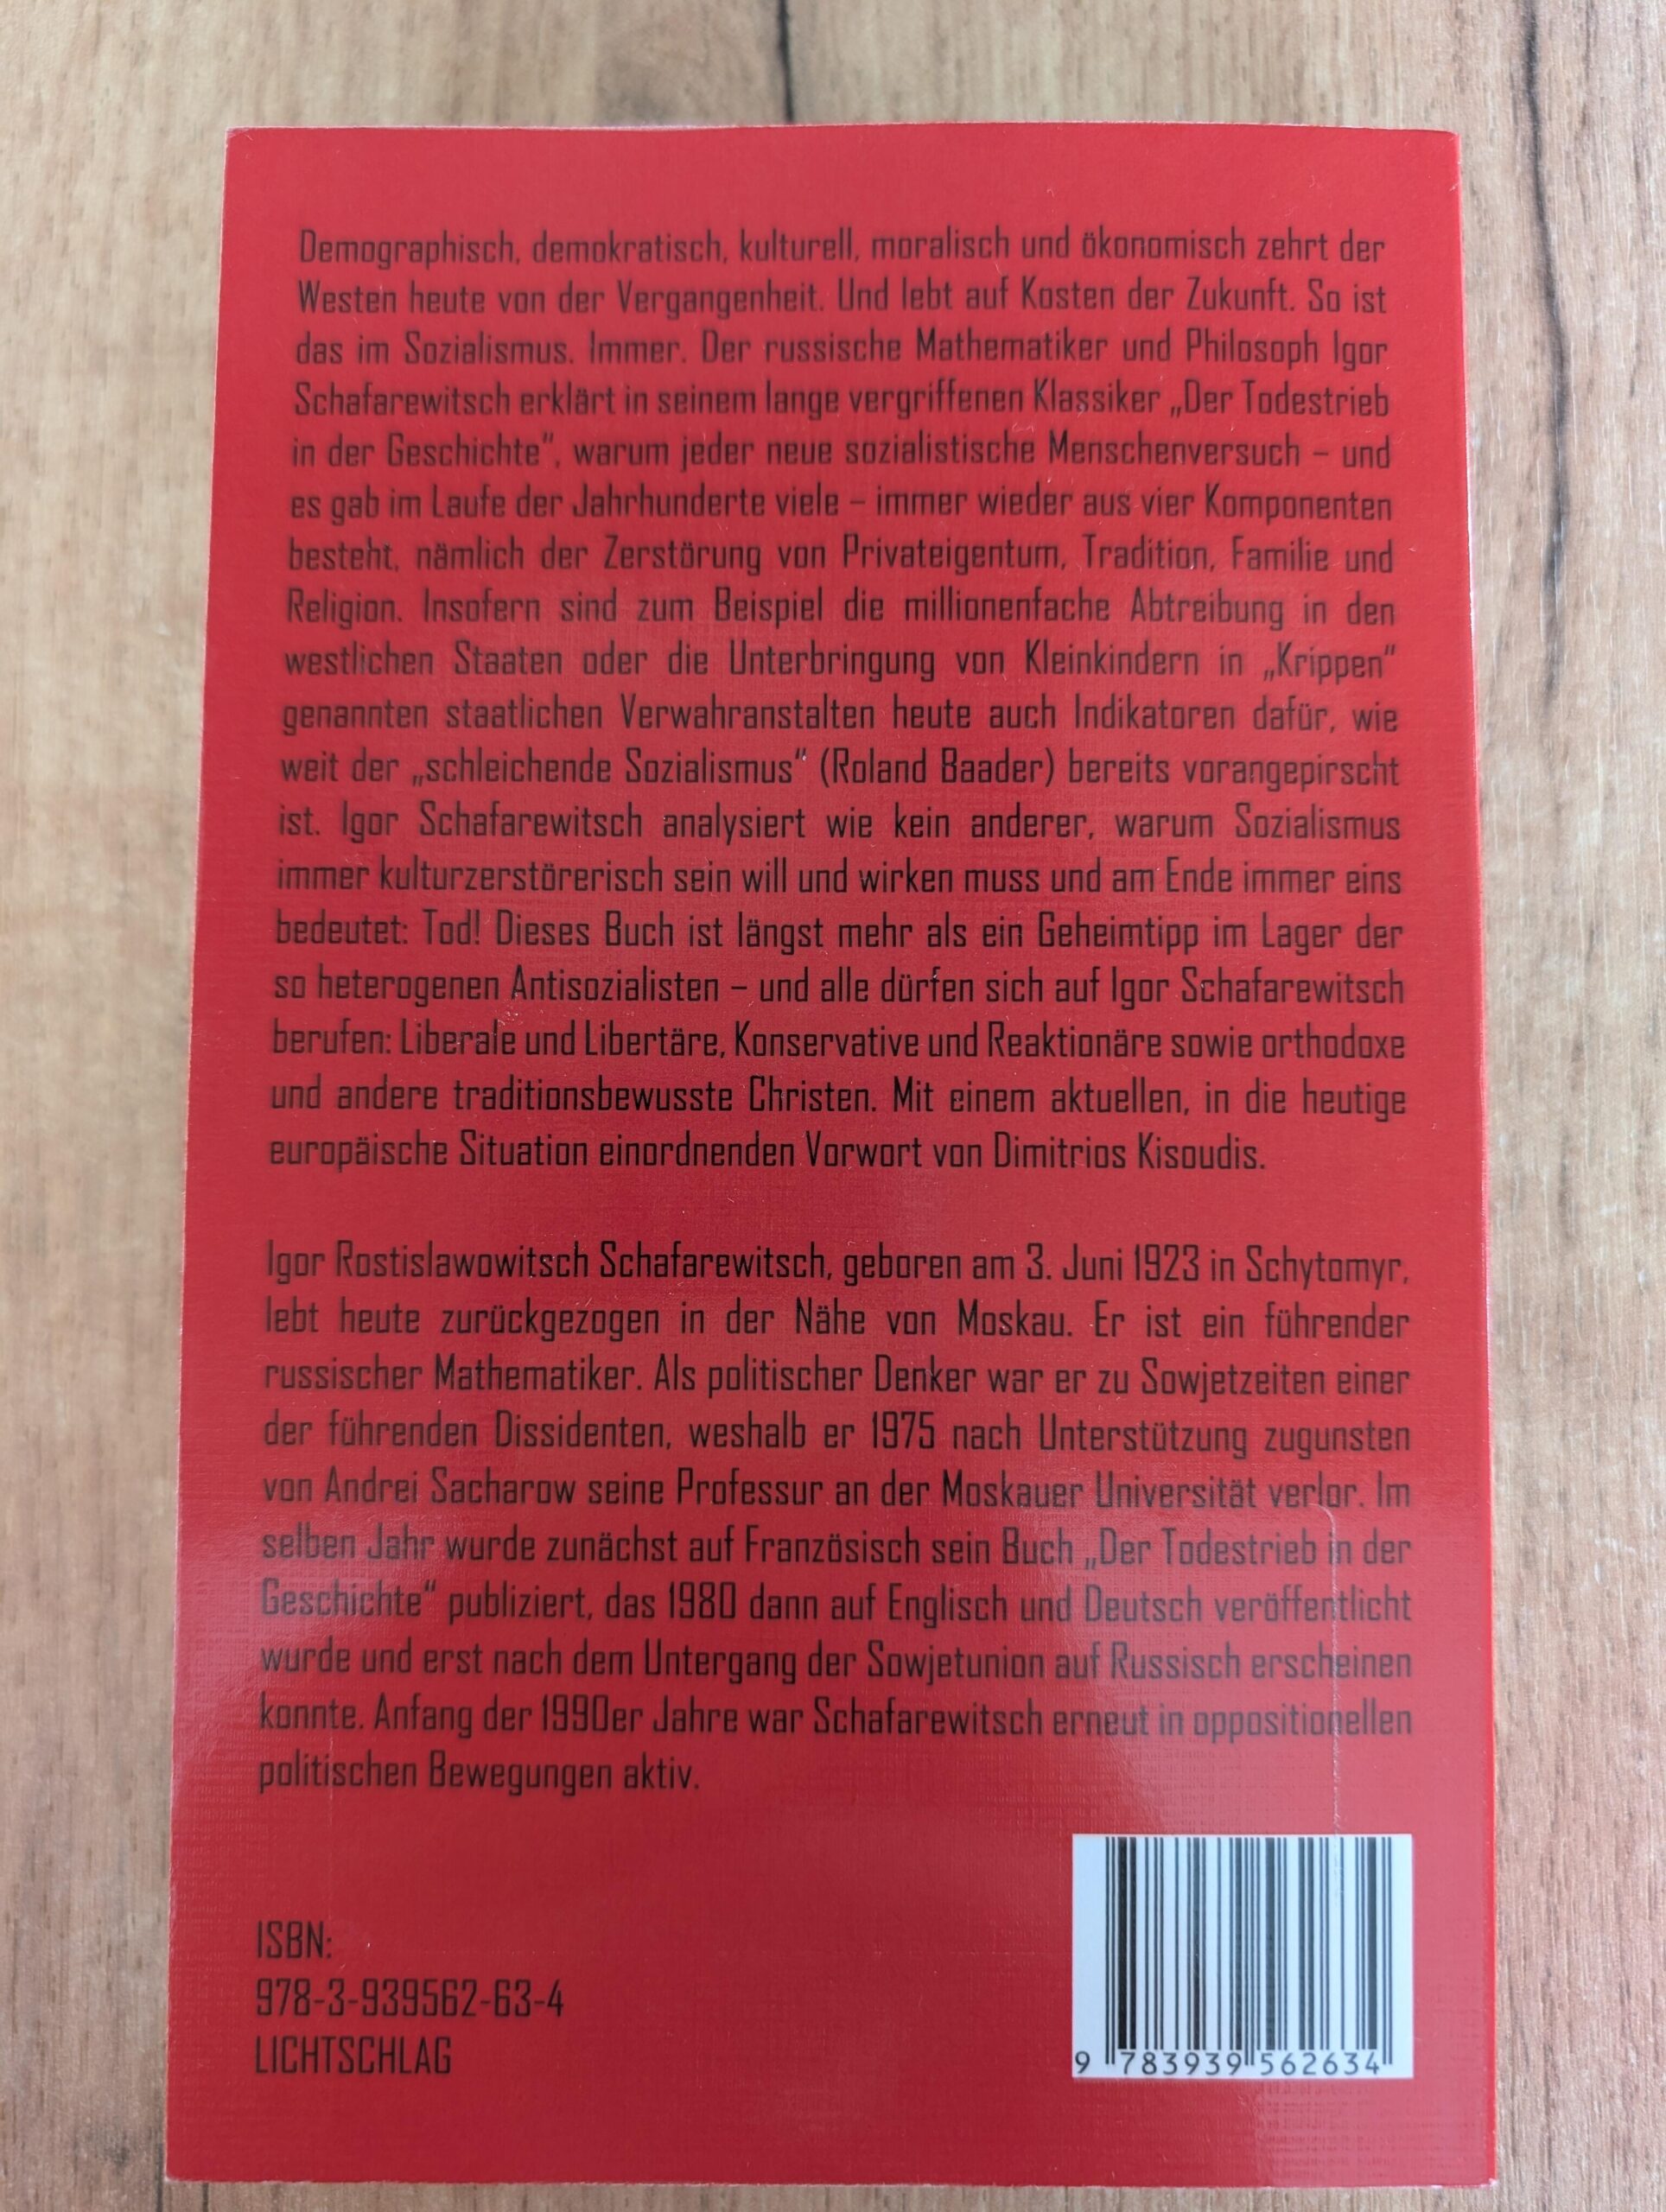 Demographisch, demokratisch, kulturell, moralisch und ökonomisch zehrt der
Westen heute von der Vergangenheit. Und lebt auf Kosten der Zukunft. So ist
das im Sozialismus. Immer. Der russische Mathematiker und Philosoph Igor
Schafarewitsch erklärt in seinem lange vergriffenen Klassiker „Der Todestrieb
in der Geschichte“, warum jeder neue sozialistische Menschenversuch – und
es gab im Laufe der Jahrhunderte viele – immer wieder aus vier Komponenten
besteht, nämlich der Zerstörung von Privateigentum, Tradition, Familie und
Religion. Insofern sind zum Beispiel die millionenfache Abtreibung in den
westlichen Staaten oder die Unterbringung von Kleinkindern in „Krippen“
genannten staatlichen Verwahranstalten heute auch Indikatoren dafür, wie
weit der „schleichende Sozialismus“ (Roland Baader) bereits vorangepirscht
ist. Igor Schafarewitsch analysiert wie kein anderer, warum Sozialismus
immer kulturzerstörerisch sein will und wirken muss und am Ende immer eins
bedeutet: Tod! Dieses Buch ist längst mehr als ein Geheimtipp im Lager der
so heterogenen Antisozialisten – und alle dürfen sich auf Igor Schafarewitsch
berufen: Liberale und Libertäre, Konservative und Reaktionäre sowie orthodoxe
und andere traditionsbewusste Christen. Mit einem aktuellen, in die heutige
europäische Situation einordnenden Vorwort von Dimitrios Kisoudis.
Igor Rostislawowitsch Schafarewitsch, geboren am 3. Juni 1923 in Schytomyr,
lebt heute zurückgezogen in der Nähe von Moskau. Er ist ein führender
russischer Mathematiker. Als politischer Denker war er zu Sowjetzeiten einer
der führenden Dissidenten, weshalb er 1975 nach Unterstützung zugunsten
von Andrei Sacharow seine Professur an der Moskauer Universität verlor. Im
selben Jahr wurde zunächst auf Französisch sein Buch „Der Todestrieb in der
Geschichte“ publiziert, das 1980 dann auf Englisch und Deutsch veröffentlicht
wurde und erst nach dem Untergang der Sowjetunion auf Russisch erscheinen
konnte. Anfang der 1990er Jahre war Schafarewitsch erneut in oppositionellen
politischen Bewegungen aktiv.
ISBN:
978-3-939562-63-4
LICHTSCHLAG
9 783939 562634